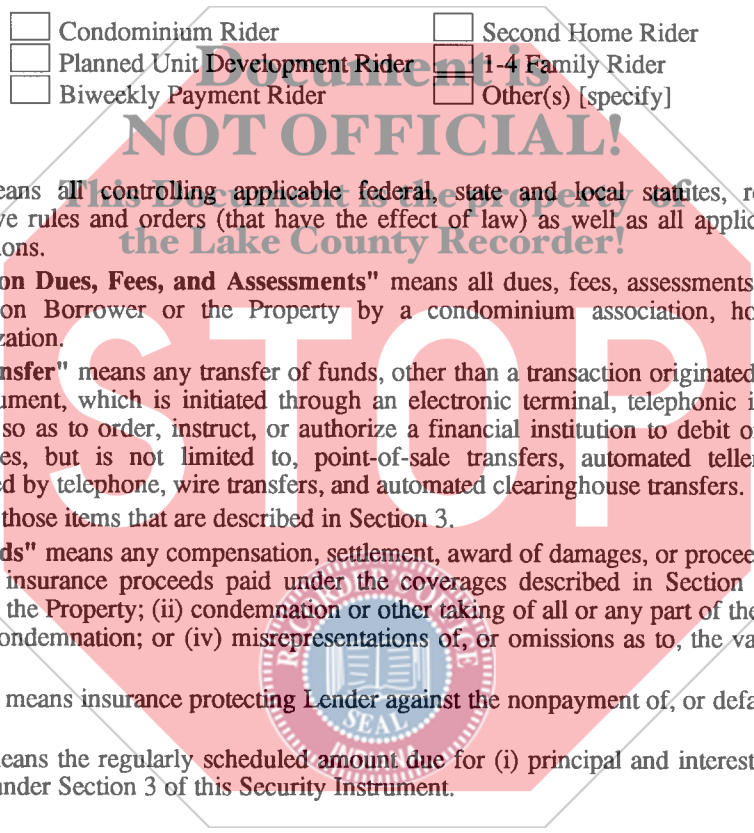 Condominium Rider
Second Home Rider
Planned Unit Development Rider
1-4 Family Rider
Biweekly Payment Rider
Other(s) [specify]
Document is
NOT OFFICIAL!
This Document is the property of
the Lake County Recorder!
eans all controlling applicable federal, state and local statutes, r
ve rules and orders (that have the effect of law) as well as all applic
ons.
on Dues, Fees, and Assessments" means all dues, fees, assessments
on Borrower or the Property by a condominium association, ho
zation.
nsfer" means any transfer of funds, other than a transaction originated
ument, which is initiated through an electronic terminal, telephonic i
so as to order, instruct, or authorize a financial institution to debit o
es, but is not limited to, point-of-sale transfers, automated teller
ed by telephone, wire transfers, and automated clearinghouse transfers.
those items that are described in Section 3.
ds" means any compensation, settlement, award of damages, or procee
insurance proceeds paid under the coverages described in Section
the Property; (ii) condemnation or other taking of all or any part of the
ondemnation; or (iv) misrepresentations of, or omissions as to, the va
means insurance protecting Lender against the nonpayment of, or defa
eans the regularly scheduled amount due for (i) principal and interest
under Section 3 of this Security Instrument.
STOP
RECORDER OFFICE
SEAL
INDIANA